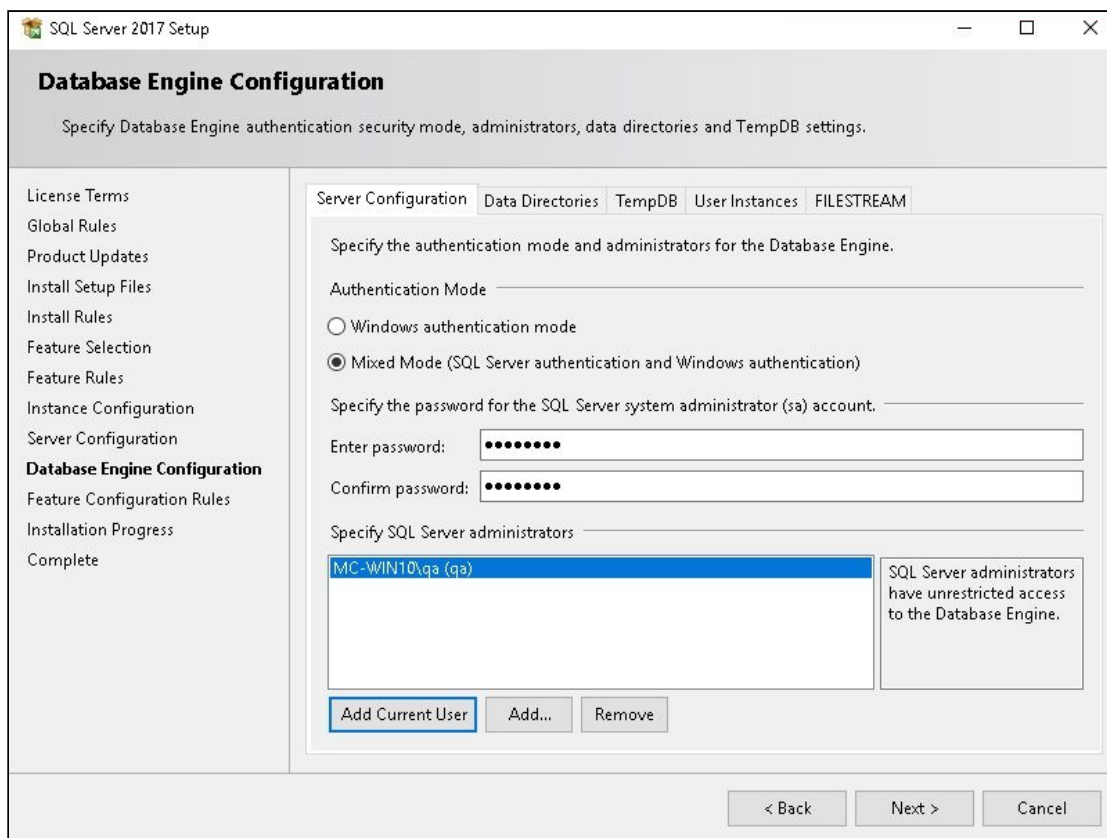 SQL Server 2017 Setup
Database Engine Configuration
Specify Database Engine authentication security mode, administrators, data directories and TempDB settings.
License Terms
Global Rules
Product Updates
Install Setup Files
Install Rules
Feature Selection
Feature Rules
Instance Configuration
Server Configuration
Database Engine Configuration
Feature Configuration Rules
Installation Progress
Complete
Server Configuration Data Directories TempDB User Instances FILESTREAM
Specify the authentication mode and administrators for the Database Engine.
Authentication Mode
Windows authentication mode
Mixed Mode (SQL Server authentication and Windows authentication)
Specify the password for the SQL Server system administrator (sa) account.
Enter password: ●●●●●●●●
Confirm password: ●●●●●●●●
Specify SQL Server administrators
MC-WIN10\qa (qa)
SQL Server administrators
have unrestricted access
to the Database Engine.
Add Current User Add... Remove
< Back Next > Cancel